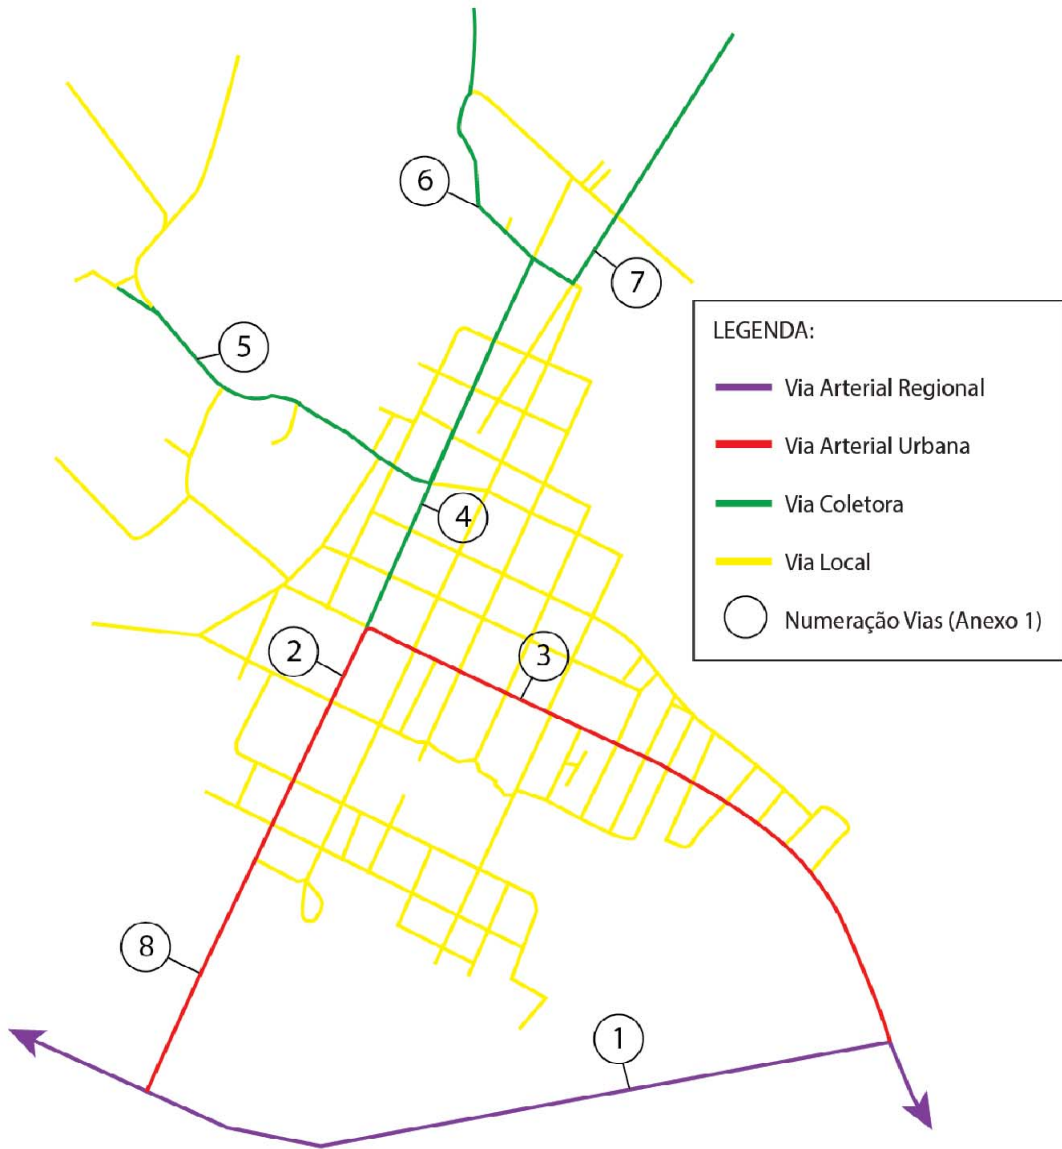 6
7
5
LEGENDA:
Via Arterial Regional
Via Arterial Urbana
Via Coletora
4
Via Local
Numeração Vias (Anexo 1)
2
3
8
1